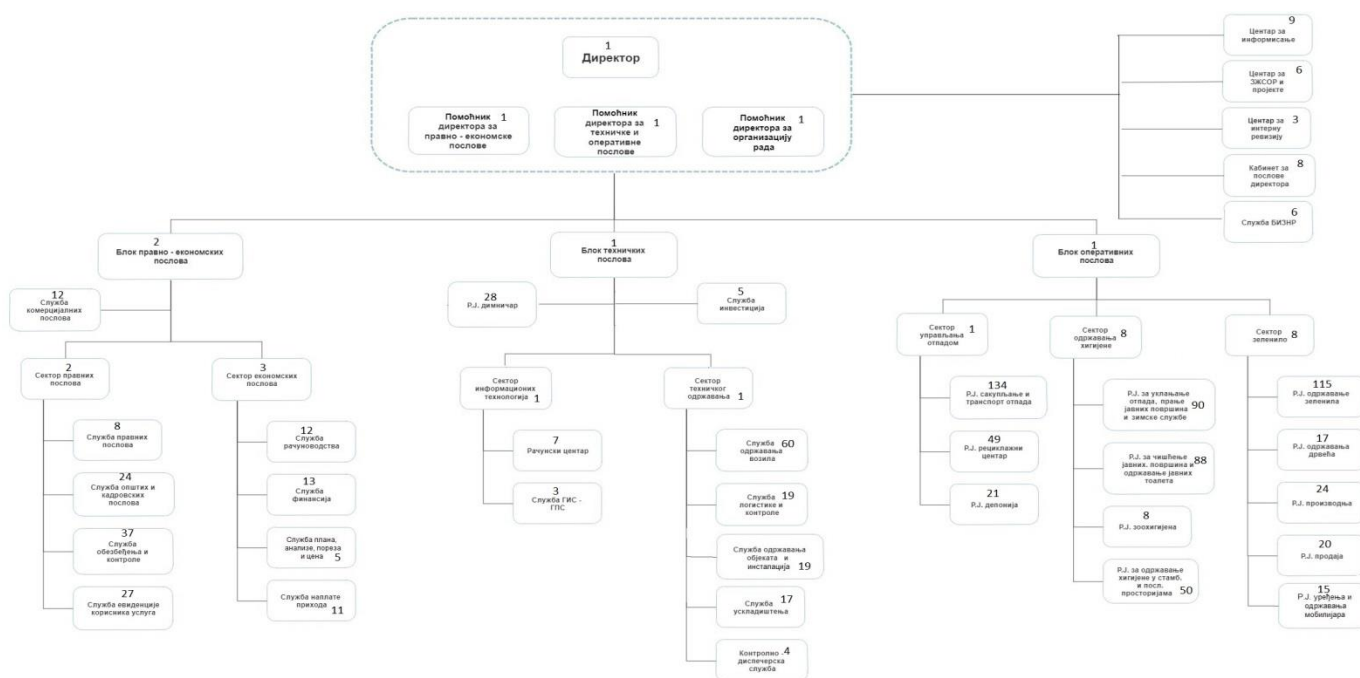 1
Директор
Помоћник 1
директора за
правно - економске
послове
Помоћник
директора за 1
техничке и
оперативне
послове
Помоћник 1
директора за
организацију
рада
9
Центар за
информисање
Центар за 6
ЗЖСОР и
пројекте
Центар за 3
интерну
ревизију
Кабинет за 8
послове
директора
6
Служба БИЗНР
2
Блок правно - економских
послова
12
Служба
комерцијалних
послова
2
Сектор правних
послова
8
Служба правних
послова
24
Служба општих и
кадровских
послова
37
Служба
обезбеђења и
контроле
27
Служба евиденције
корисника услуга
3
Сектор економских
послова
12
Служба
рачуноводства
13
Служба
финансија
Служба плана,
анализе, пореза
и цена 5
Служба наплате
прихода 11
1
Блок техничких
послова
28
Р.Ј. димничар
5
Служба
инвестиција
Сектор
информационих
технологија 1
7
Рачунски центар
3
Служба ГИС -
ГПС
Сектор
техничког
одржавања 1
Служба 60
одржавања
возила
Служба 19
логистике и
контроле
Служба одржавања
објеката и
инсталација 19
Служба 17
ускладиштења
Контролно - 4
диспечерска
служба
1
Блок оперативних
послова
Сектор 1
управљања
отпадом
134
Р.Ј. сакупљање и
транспорт отпада
49
Р.Ј. рециклажни
центар
21
Р.Ј. депонија
Сектор
одржавања 8
хигијене
Р.Ј. за уклањање
отпада, прање 90
јавних површина
и зимске службе
Р.Ј. за чишћење
јавних. површина и 88
одржавање јавних
тоалета
8
Р.Ј. зоохигијена
Р.Ј. за одржавање
хигијене у стамб.
и посл. 50
просторијама
Сектор 8
зеленило
115
Р.Ј. одржавање
зеленила
17
Р.Ј. одржавања
дрвећа
24
Р.Ј. производња
20
Р.Ј. продаја
15
Р.Ј. уређења и
одржавања
мобилијара